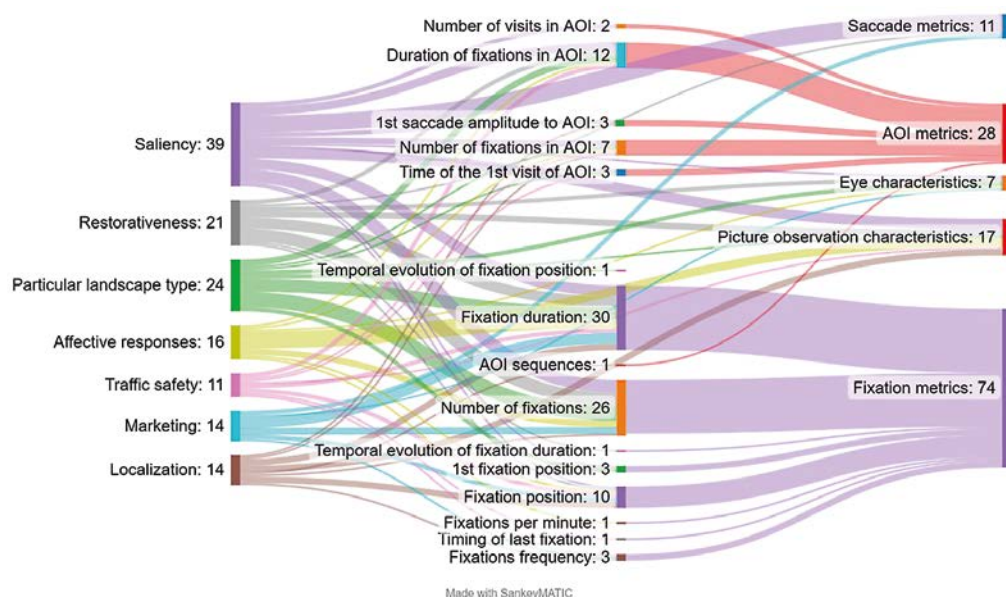 Saliency: 39
Restorativeness: 21
Particular landscape type: 24
Affective responses: 16
Traffic safety: 11
Marketing: 14
Localization: 14
Number of visits in AOI: 2
Duration of fixations in AOI: 12
1st saccade amplitude to AOI: 3
Number of fixations in AOI: 7
Time of the 1st visit of AOI: 3
Temporal evolution of fixation position: 1
Fixation duration: 30
AOI sequences: 1
Number of fixations: 26
Temporal evolution of fixation duration: 1
1st fixation position: 3
Fixation position: 10
Fixations per minute: 1
Timing of last fixation: 1
Fixations frequency: 3
Saccade metrics: 11
AOI metrics: 28
Eye characteristics: 7
Picture observation characteristics: 17
Fixation metrics: 74
Made with SankeyMATIC